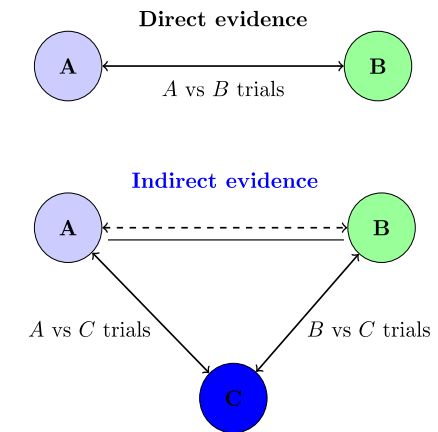 Direct evidence
A
B
A vs B trials
Indirect evidence
A
B
A vs C trials
B vs C trials
C